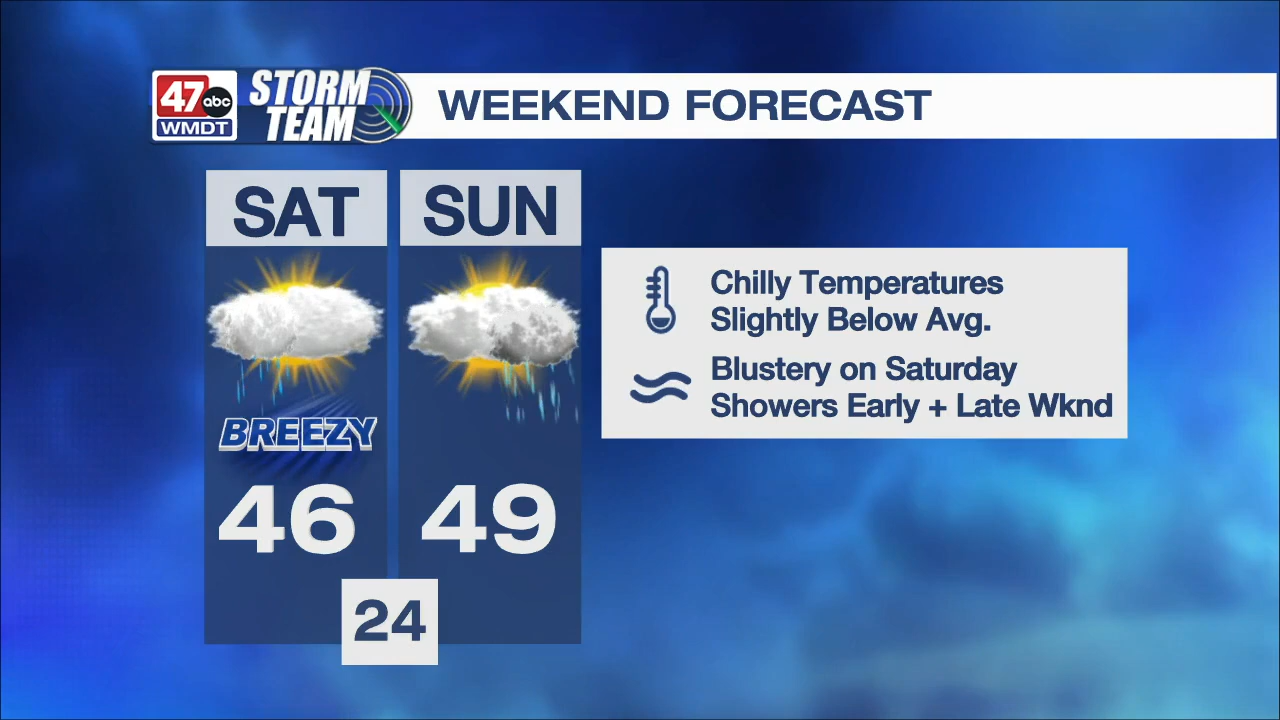 47 abc
WMDT
STORM
TEAM
WEEKEND FORECAST
SAT
SUN
Chilly Temperatures
Slightly Below Avg.
Blustery on Saturday
Showers Early + Late Wknd
BREEZY
46
49
24